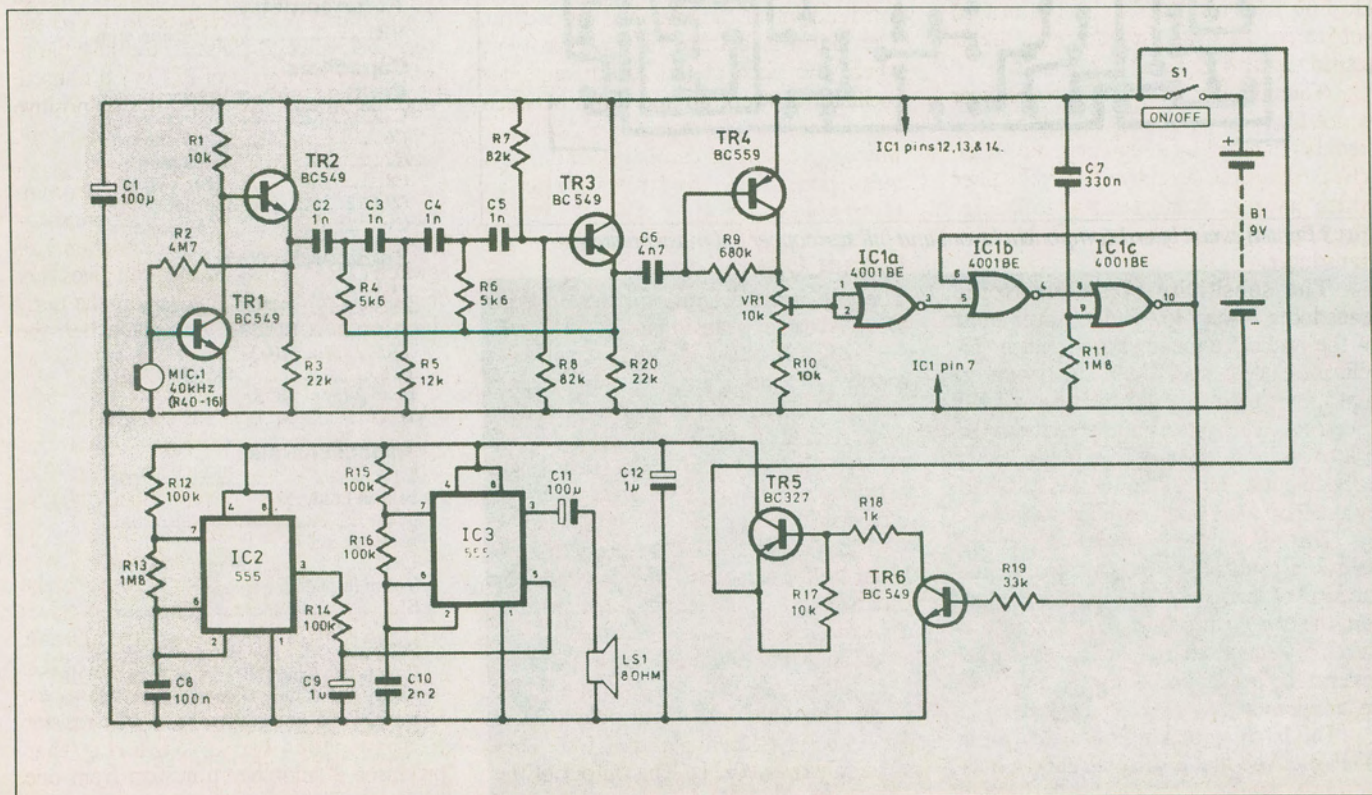 S1
ON/OFF
R1
10k
TR2
BC549
R7
82k
TR4
BC559
IC1 pins 12,13,& 14.
C1
100µ
C7
330n
TR3
BC549
R2
4M7
C2
1n
C3
1n
C4
1n
C5
1n
+
B1
9V
C6
4n7
R9
680k
IC1a
4001BE
IC1b
4001BE
IC1c
4001BE
TR1
BC549
R4
5k6
R6
5k6
VR1
10k
1
2
3
6
5
4
8
9
10
-
MIC.1
40kHz
(R40-16)
R3
22k
R5
12k
R8
82k
R20
22k
R10
10k
IC1 pin 7
R11
1M8
R12
100k
R15
100k
C11
100µ
C12
1µ
TR5
BC327
R18
1k
4
8
4
8
7
7
3
R16
100k
IC2
555
IC3
555
R13
1M8
3
6
6
5
R14
100k
R17
10k
TR6
BC549
R19
33k
2
1
2
1
LS1
8OHM
C8
100n
C9
1µ
C10
2n2